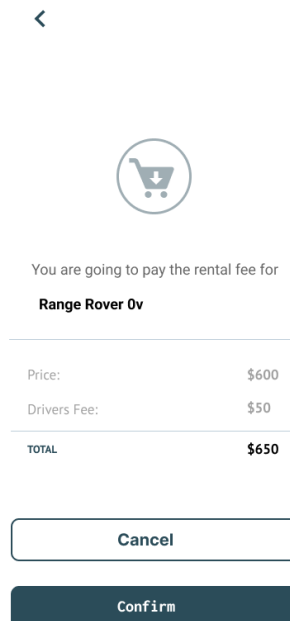 You are going to pay the rental fee for
Range Rover 0v
Price: $600
Drivers Fee: $50
TOTAL $650
Cancel
Confirm